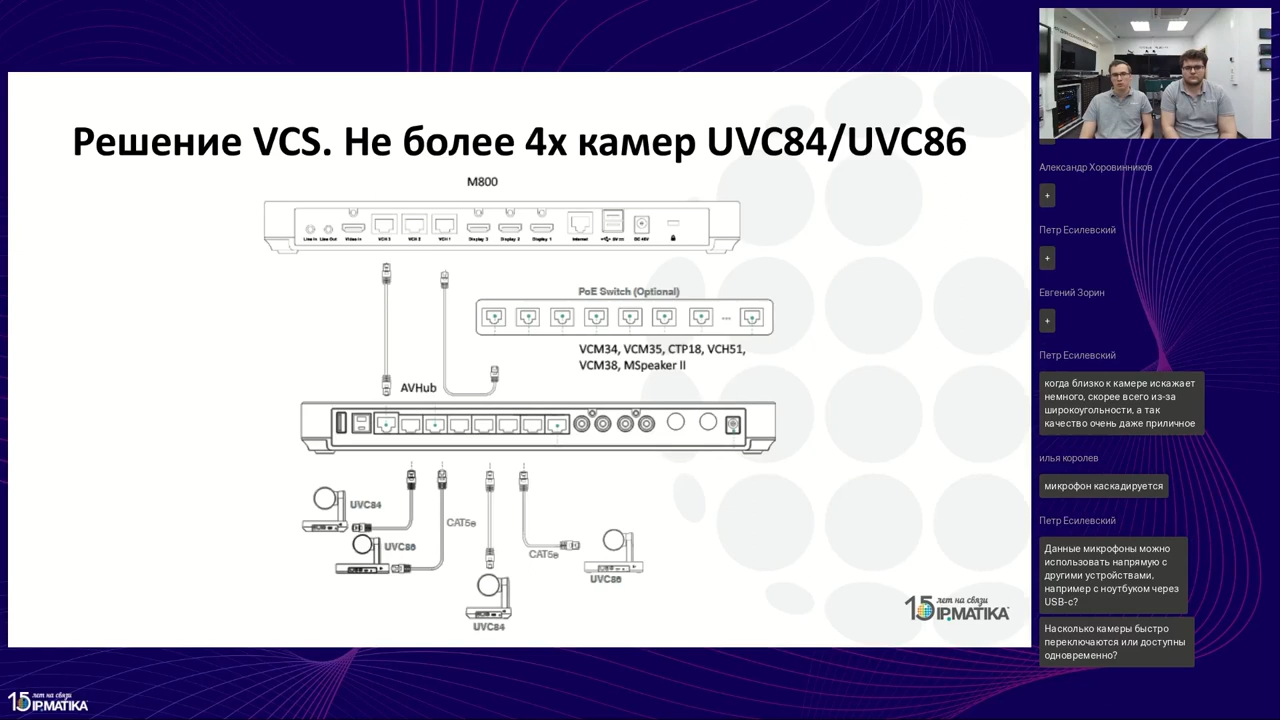 Решение VCS. Не более 4х камер UVC84/UVC86
M800
Line In
Line Out
Video In
VCH 3
VCH 2
VCH 1
Display 3
Display 2
Display 1
Internet
DC 48V
PoE Switch (Optional)
VCM34, VCM35, CTP18, VCH51,
VCM38, MSpeaker II
AVHub
UVC84
UVC86
CAT5e
CAT5e
UVC84
UVC86
15 лет на связи
IPMATIKA
15 лет на связи
IPMATIKA
Александр Хоровинников
+
Петр Есилевский
+
Евгений Зорин
+
Петр Есилевский
когда близко к камере искажает
немного, скорее всего из-за
широкоугольности, а так
качество очень даже приличное
илья королев
микрофон каскадируется
Петр Есилевский
Данные микрофоны можно
использовать напрямую с
другими устройствами,
например с ноутбуком через
USB-c?
Насколько камеры быстро
переключаются или доступны
одновременно?